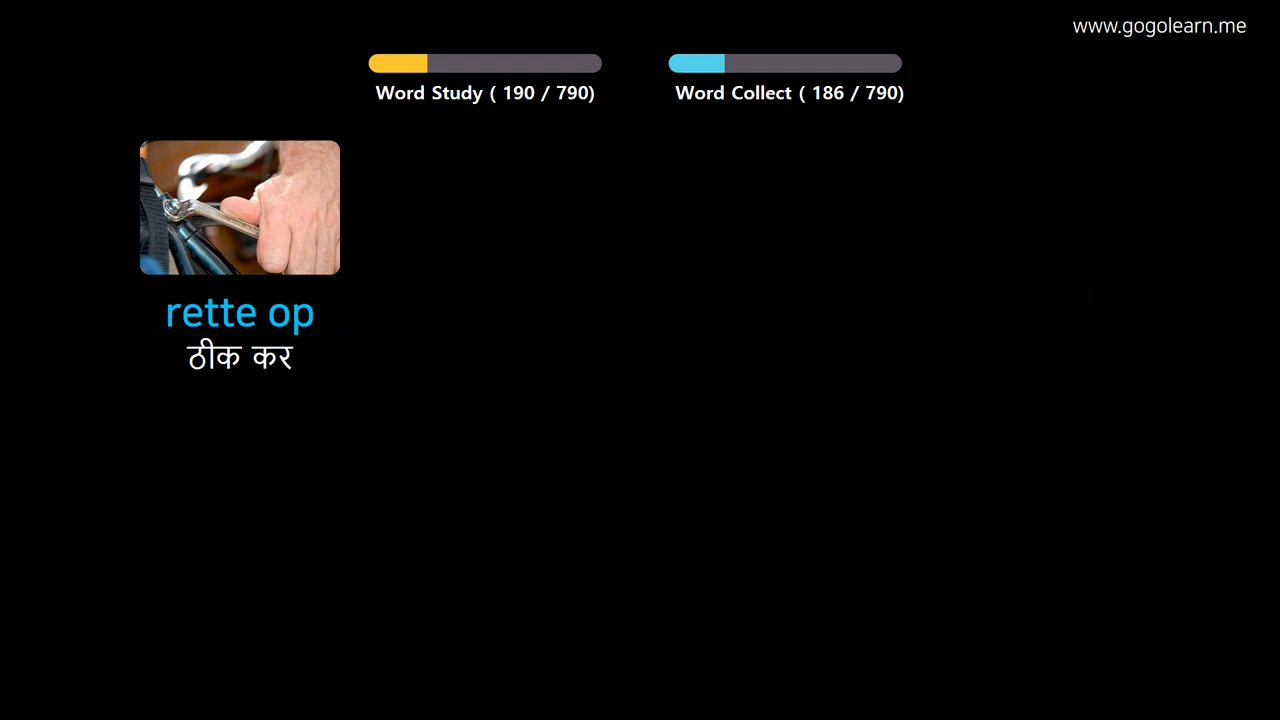 www.gogolearn.me
Word Study ( 190 / 790)
Word Collect ( 186 / 790)
rette op
ठीक कर